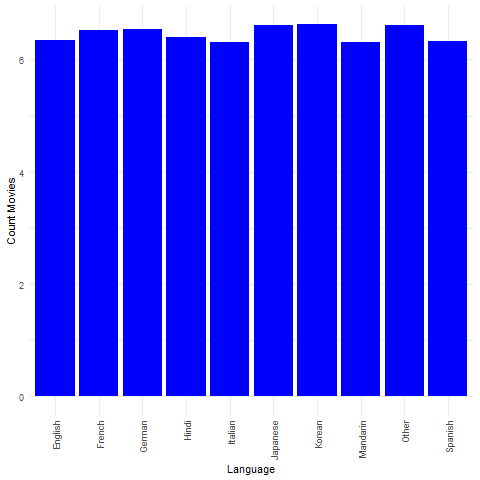 Count Movies
6
4
2
0
English
French
German
Hindi
Italian
Japanese
Korean
Mandarin
Other
Spanish
Language